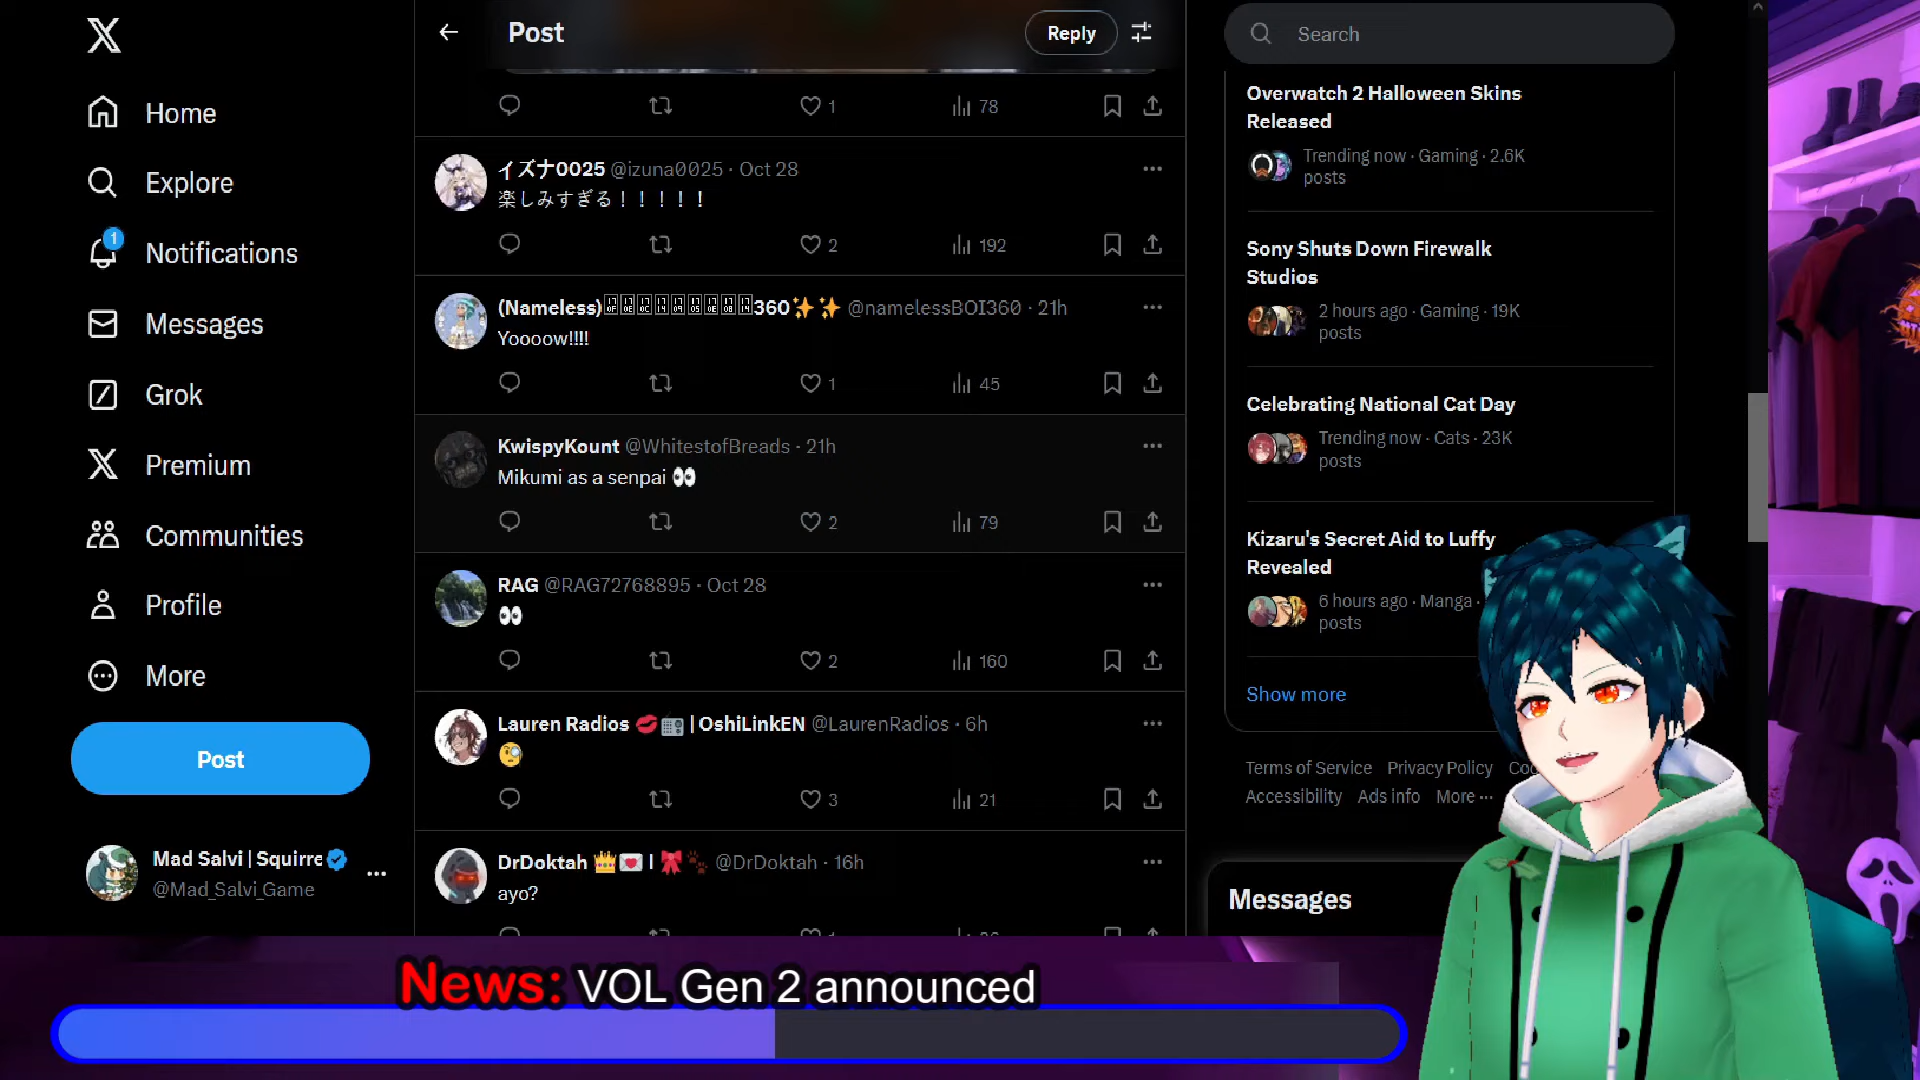 Home
Explore
1
Notifications
Messages
Grok
Premium
Communities
Profile
More
Post
Mad Salvi | Squirre
@Mad_Salvi_Game
Post
Reply
1
78
イズナ0025 @izuna0025 · Oct 28
楽しみすぎる！！！！！
2
192
(Nameless) 360✨✨ @namelessBOI360 · 21h
Yoooow!!!!
1
45
KwispyKount @WhitestofBreads · 21h
Mikumi as a senpai 👀
2
79
RAG @RAG72768895 · Oct 28
👀
2
160
Lauren Radios 💋📻 | OshiLinkEN @LaurenRadios · 6h
🧐
3
21
DrDoktah 👑💌 | 🎀🐾 @DrDoktah · 16h
ayo?
Search
Overwatch 2 Halloween Skins
Released
Trending now · Gaming · 2.6K
posts
Sony Shuts Down Firewalk
Studios
2 hours ago · Gaming · 19K
posts
Celebrating National Cat Day
Trending now · Cats · 23K
posts
Kizaru's Secret Aid to Luffy
Revealed
6 hours ago · Manga ·
posts
Show more
Terms of Service Privacy Policy Coo
Accessibility Ads info More ···
Messages
News: VOL Gen 2 announced